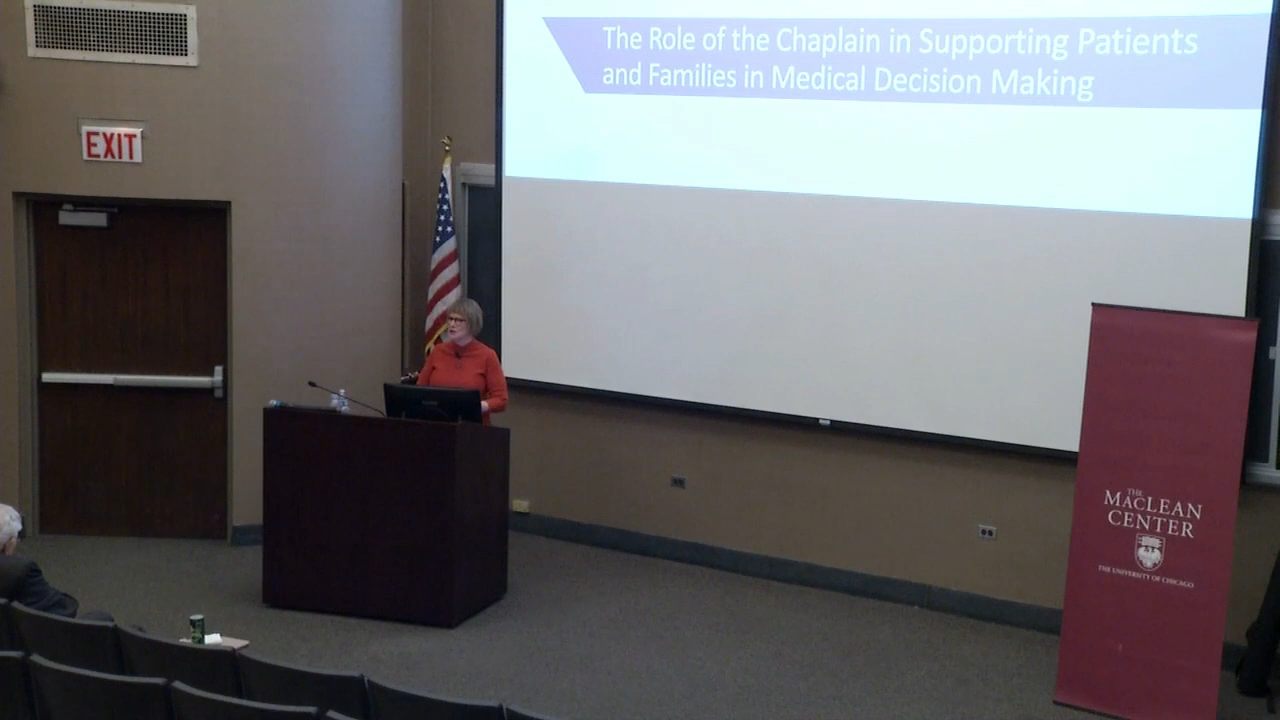 The Role of the Chaplain in Supporting Patients
and Families in Medical Decision Making
EXIT
THE
MACLEAN
CENTER
THE UNIVERSITY OF CHICAGO